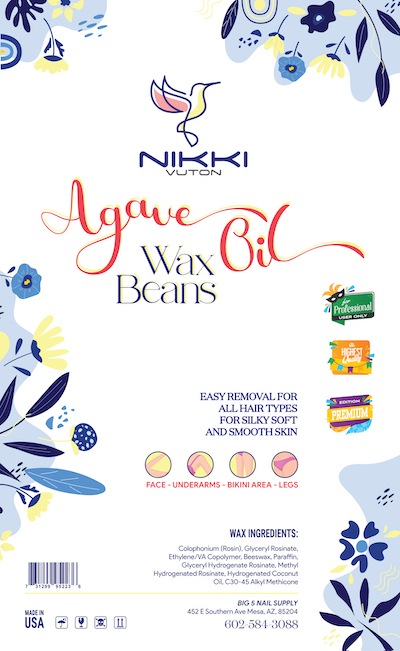 NIKKI
VUTON
Agave Oil
Wax
Beans
for
Professional
USER ONLY
HIGHEST
Quality
EDITION
PREMIUM
EASY REMOVAL FOR
ALL HAIR TYPES
FOR SILKY SOFT
AND SMOOTH SKIN
FACE - UNDERARMS - BIKINI AREA - LEGS
WAX INGREDIENTS:
Colophonium (Rosin), Glyceryl Rosinate,
Ethylene/VA Copolymer, Beeswax, Paraffin,
Glyceryl Hydrogenate Rosinate, Methyl
Hydrogenated Rosinate, Hydrogenated Coconut
Oil, C30-45 Alkyl Methicone
BIG 5 NAIL SUPPLY
452 E Southern Ave Mesa, AZ, 85204
602-584-3088
MADE IN
USA